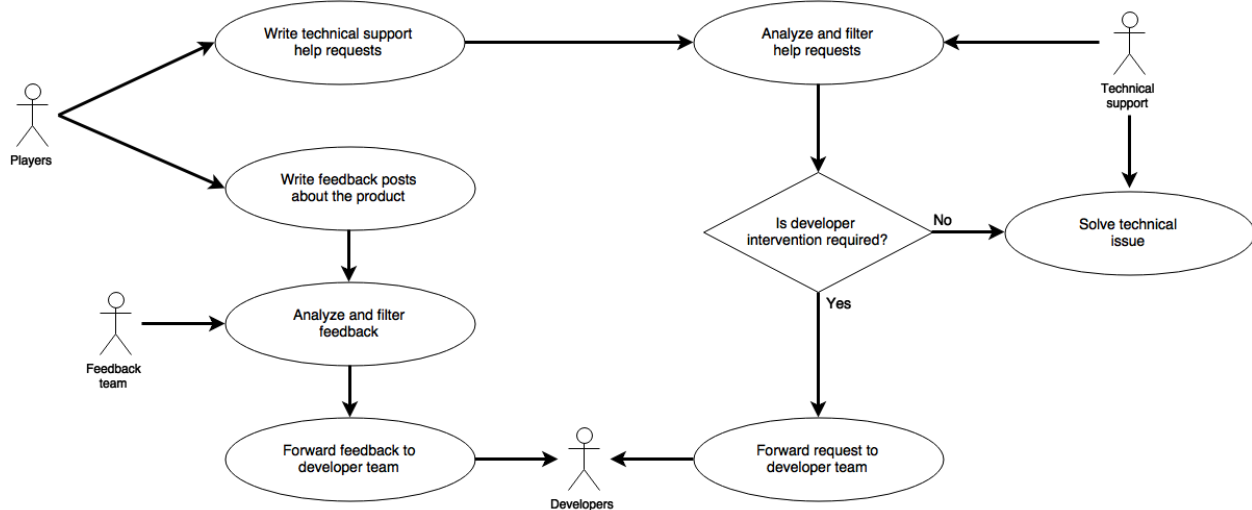 Write technical support
help requests
Analyze and filter
help requests
Technical
support
Players
Write feedback posts
about the product
Is developer
intervention required?
No
Solve technical
issue
Yes
Analyze and filter
feedback
Feedback
team
Forward feedback to
developer team
Developers
Forward request to
developer team